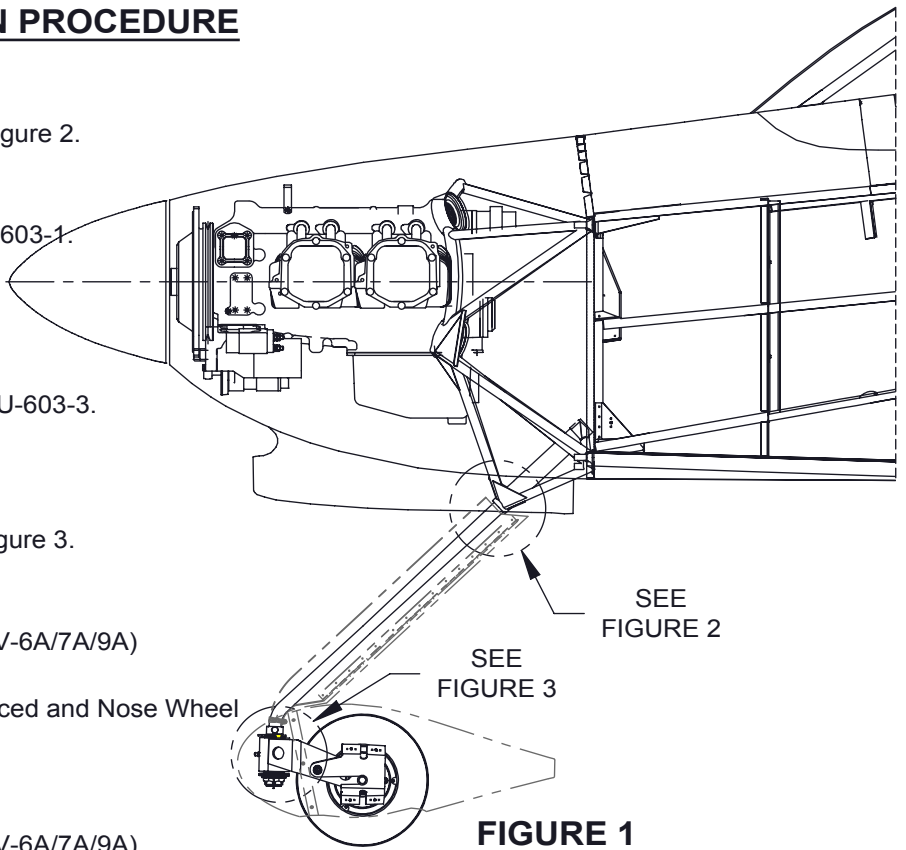 N PROCEDURE
gure 2.
603-1.
U-603-3.
gure 3.
V-6A/7A/9A)
ced and Nose Wheel
V-6A/7A/9A)
SEE
FIGURE 2
SEE
FIGURE 3
FIGURE 1